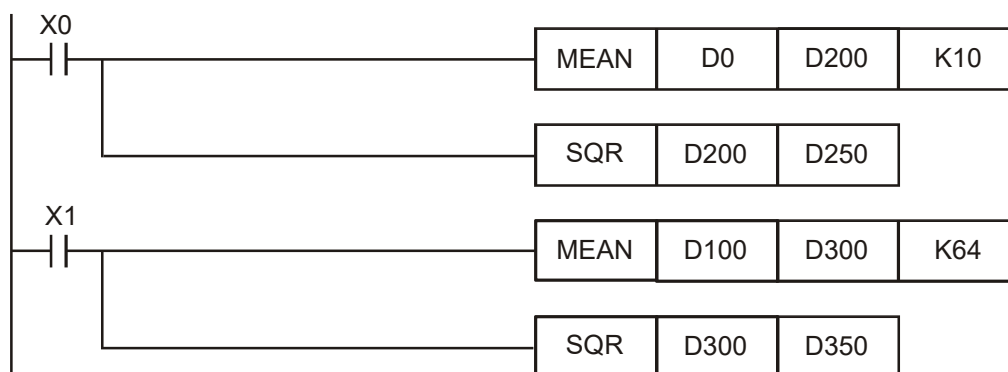 X0
MEAN D0 D200 K10
SQR D200 D250
X1
MEAN D100 D300 K64
SQR D300 D350